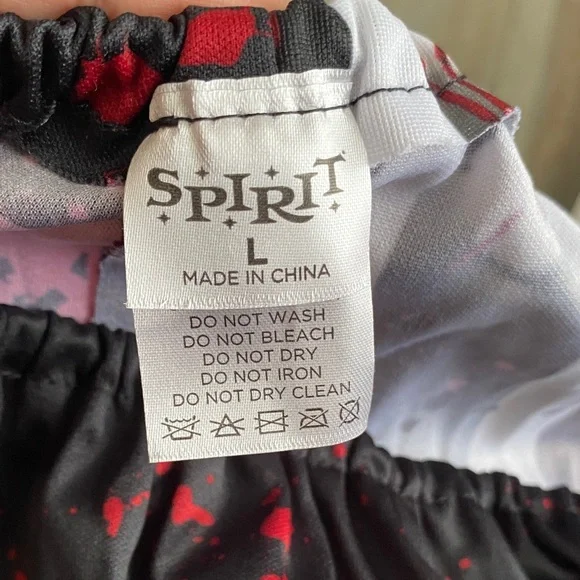 SPIRIT
L
MADE IN CHINA
DO NOT WASH
DO NOT BLEACH
DO NOT DRY
DO NOT IRON
DO NOT DRY CLEAN